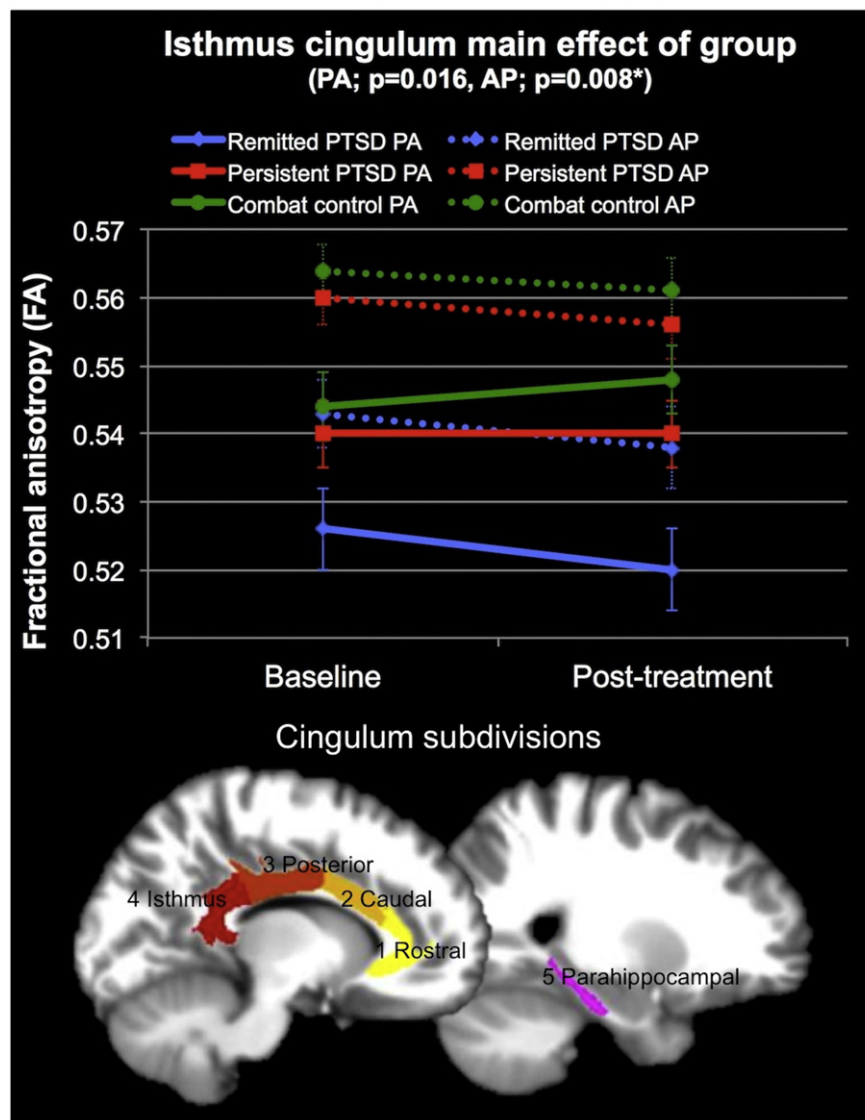 Isthmus cingulum main effect of group
(PA; p=0.016, AP; p=0.008*)
Remitted PTSD PA Remitted PTSD AP
Persistent PTSD PA Persistent PTSD AP
Combat control PA Combat control AP
Fractional anisotropy (FA)
0.57
0.56
0.55
0.54
0.53
0.52
0.51
Baseline Post-treatment
Cingulum subdivisions
3 Posterior
4 Isthmus
2 Caudal
1 Rostral
5 Parahippocampal